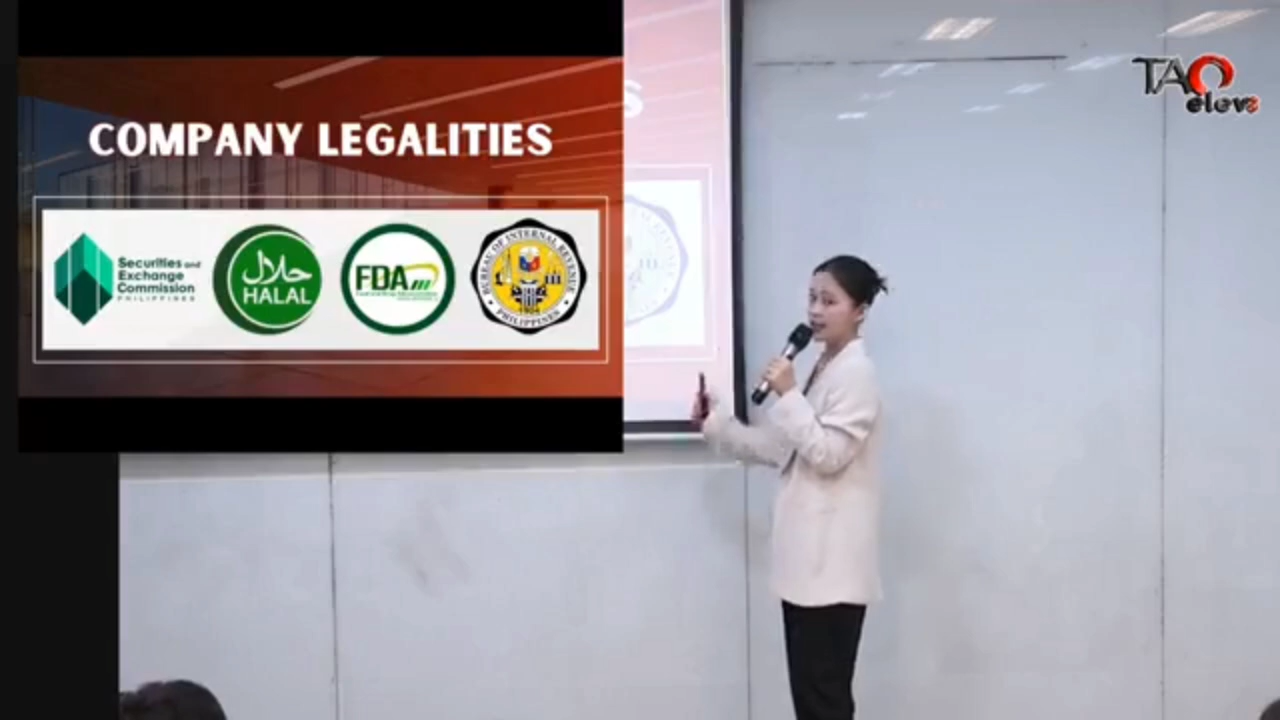 COMPANY LEGALITIES
Securities and
Exchange
Commission
PHILIPPINES
حلال
HALAL
FDA
BUREAU OF INTERNAL REVENUE
1904
PHILIPPINES
S
TAO
elev8